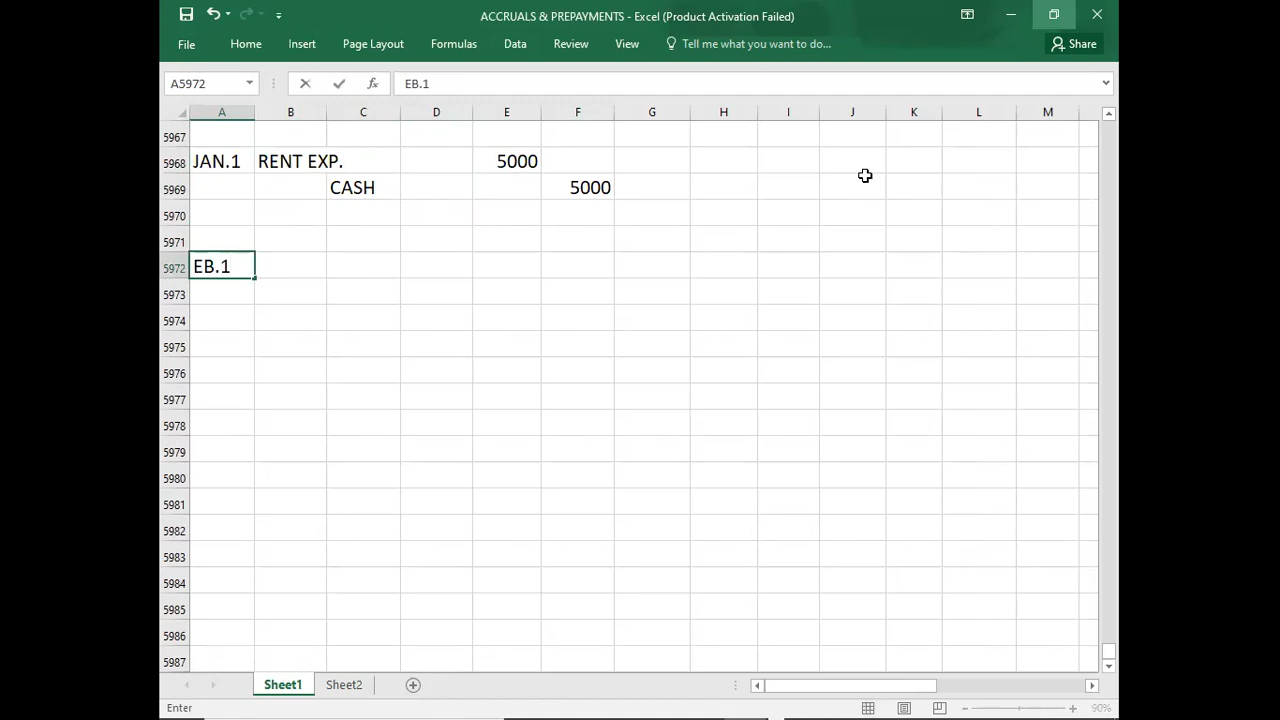 ACCRUALS & PREPAYMENTS - Excel (Product Activation Failed)
File Home Insert Page Layout Formulas Data Review View Tell me what you want to do... Share
A5972 fx EB.1
A B C D E F G H I J K L M
5967
5968 JAN.1 RENT EXP. 5000
5969 CASH 5000
5970
5971
5972 EB.1
5973
5974
5975
5976
5977
5978
5979
5980
5981
5982
5983
5984
5985
5986
5987
Sheet1 Sheet2
Enter 90%